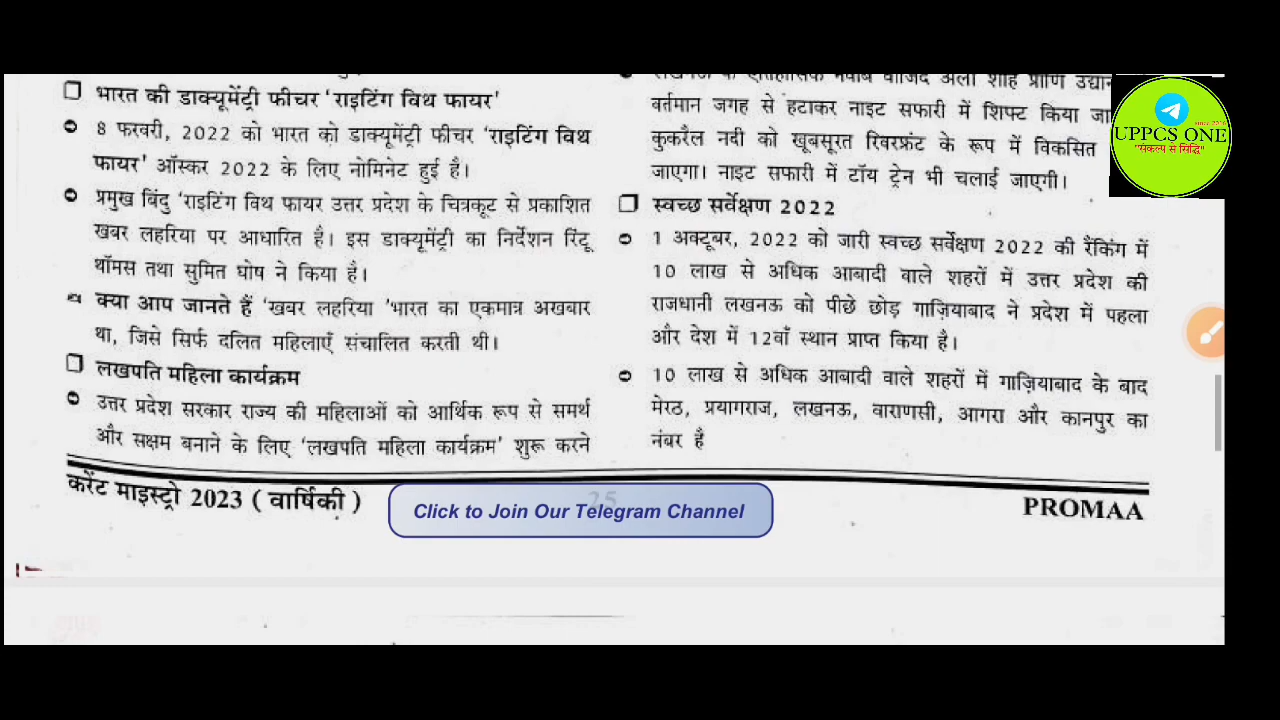 भारत की डाक्यूमेंट्री फीचर 'राइटिंग विथ फायर'
8 फरवरी, 2022 को भारत को डाक्यूमेंट्री फीचर 'राइटिंग विथ
फायर' ऑस्कर 2022 के लिए नोमिनेट हुई है।
प्रमुख बिंदु 'राइटिंग विथ फायर उत्तर प्रदेश के चित्रकूट से प्रकाशित
खबर लहरिया पर आधारित है। इस डाक्यूमेंट्री का निर्देशन रिंटू
थॉमस तथा सुमित घोष ने किया है।
क्या आप जानते हैं 'खबर लहरिया 'भारत का एकमात्र अखबार
था, जिसे सिर्फ दलित महिलाएँ संचालित करती थी।
लखपति महिला कार्यक्रम
उत्तर प्रदेश सरकार राज्य की महिलाओं को आर्थिक रूप से समर्थ
और सक्षम बनाने के लिए 'लखपति महिला कार्यक्रम' शुरू करने
लखनऊ के ऐतिहासिक नवाब वाजिद अली शाह प्राणि उद्यान
वर्तमान जगह से हटाकर नाइट सफारी में शिफ्ट किया जा
कुकरैल नदी को खूबसूरत रिवरफ्रंट के रूप में विकसित
जाएगा। नाइट सफारी में टॉय ट्रेन भी चलाई जाएगी।
स्वच्छ सर्वेक्षण 2022
1 अक्टूबर, 2022 को जारी स्वच्छ सर्वेक्षण 2022 की रैंकिंग में
10 लाख से अधिक आबादी वाले शहरों में उत्तर प्रदेश की
राजधानी लखनऊ को पीछे छोड़ गाज़ियाबाद ने प्रदेश में पहला
और देश में 12वाँ स्थान प्राप्त किया है।
10 लाख से अधिक आबादी वाले शहरों में गाज़ियाबाद के बाद
मेरठ, प्रयागराज, लखनऊ, वाराणसी, आगरा और कानपुर का
नंबर है
करेंट माइस्ट्रो 2023 ( वार्षिकी )
25
PROMAA
Click to Join Our Telegram Channel
UPPCS ONE
"संकल्प से सिद्धि"